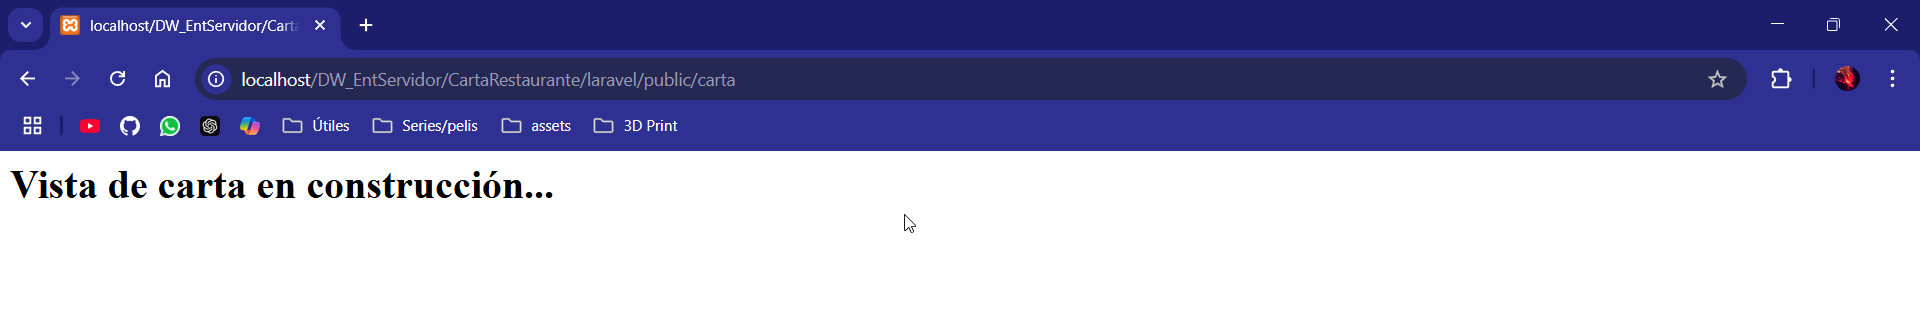 localhost/DW_EntServidor/Carta
localhost/DW_EntServidor/CartaRestaurante/laravel/public/carta
Útiles
Series/pelis
assets
3D Print
Vista de carta en construcción...